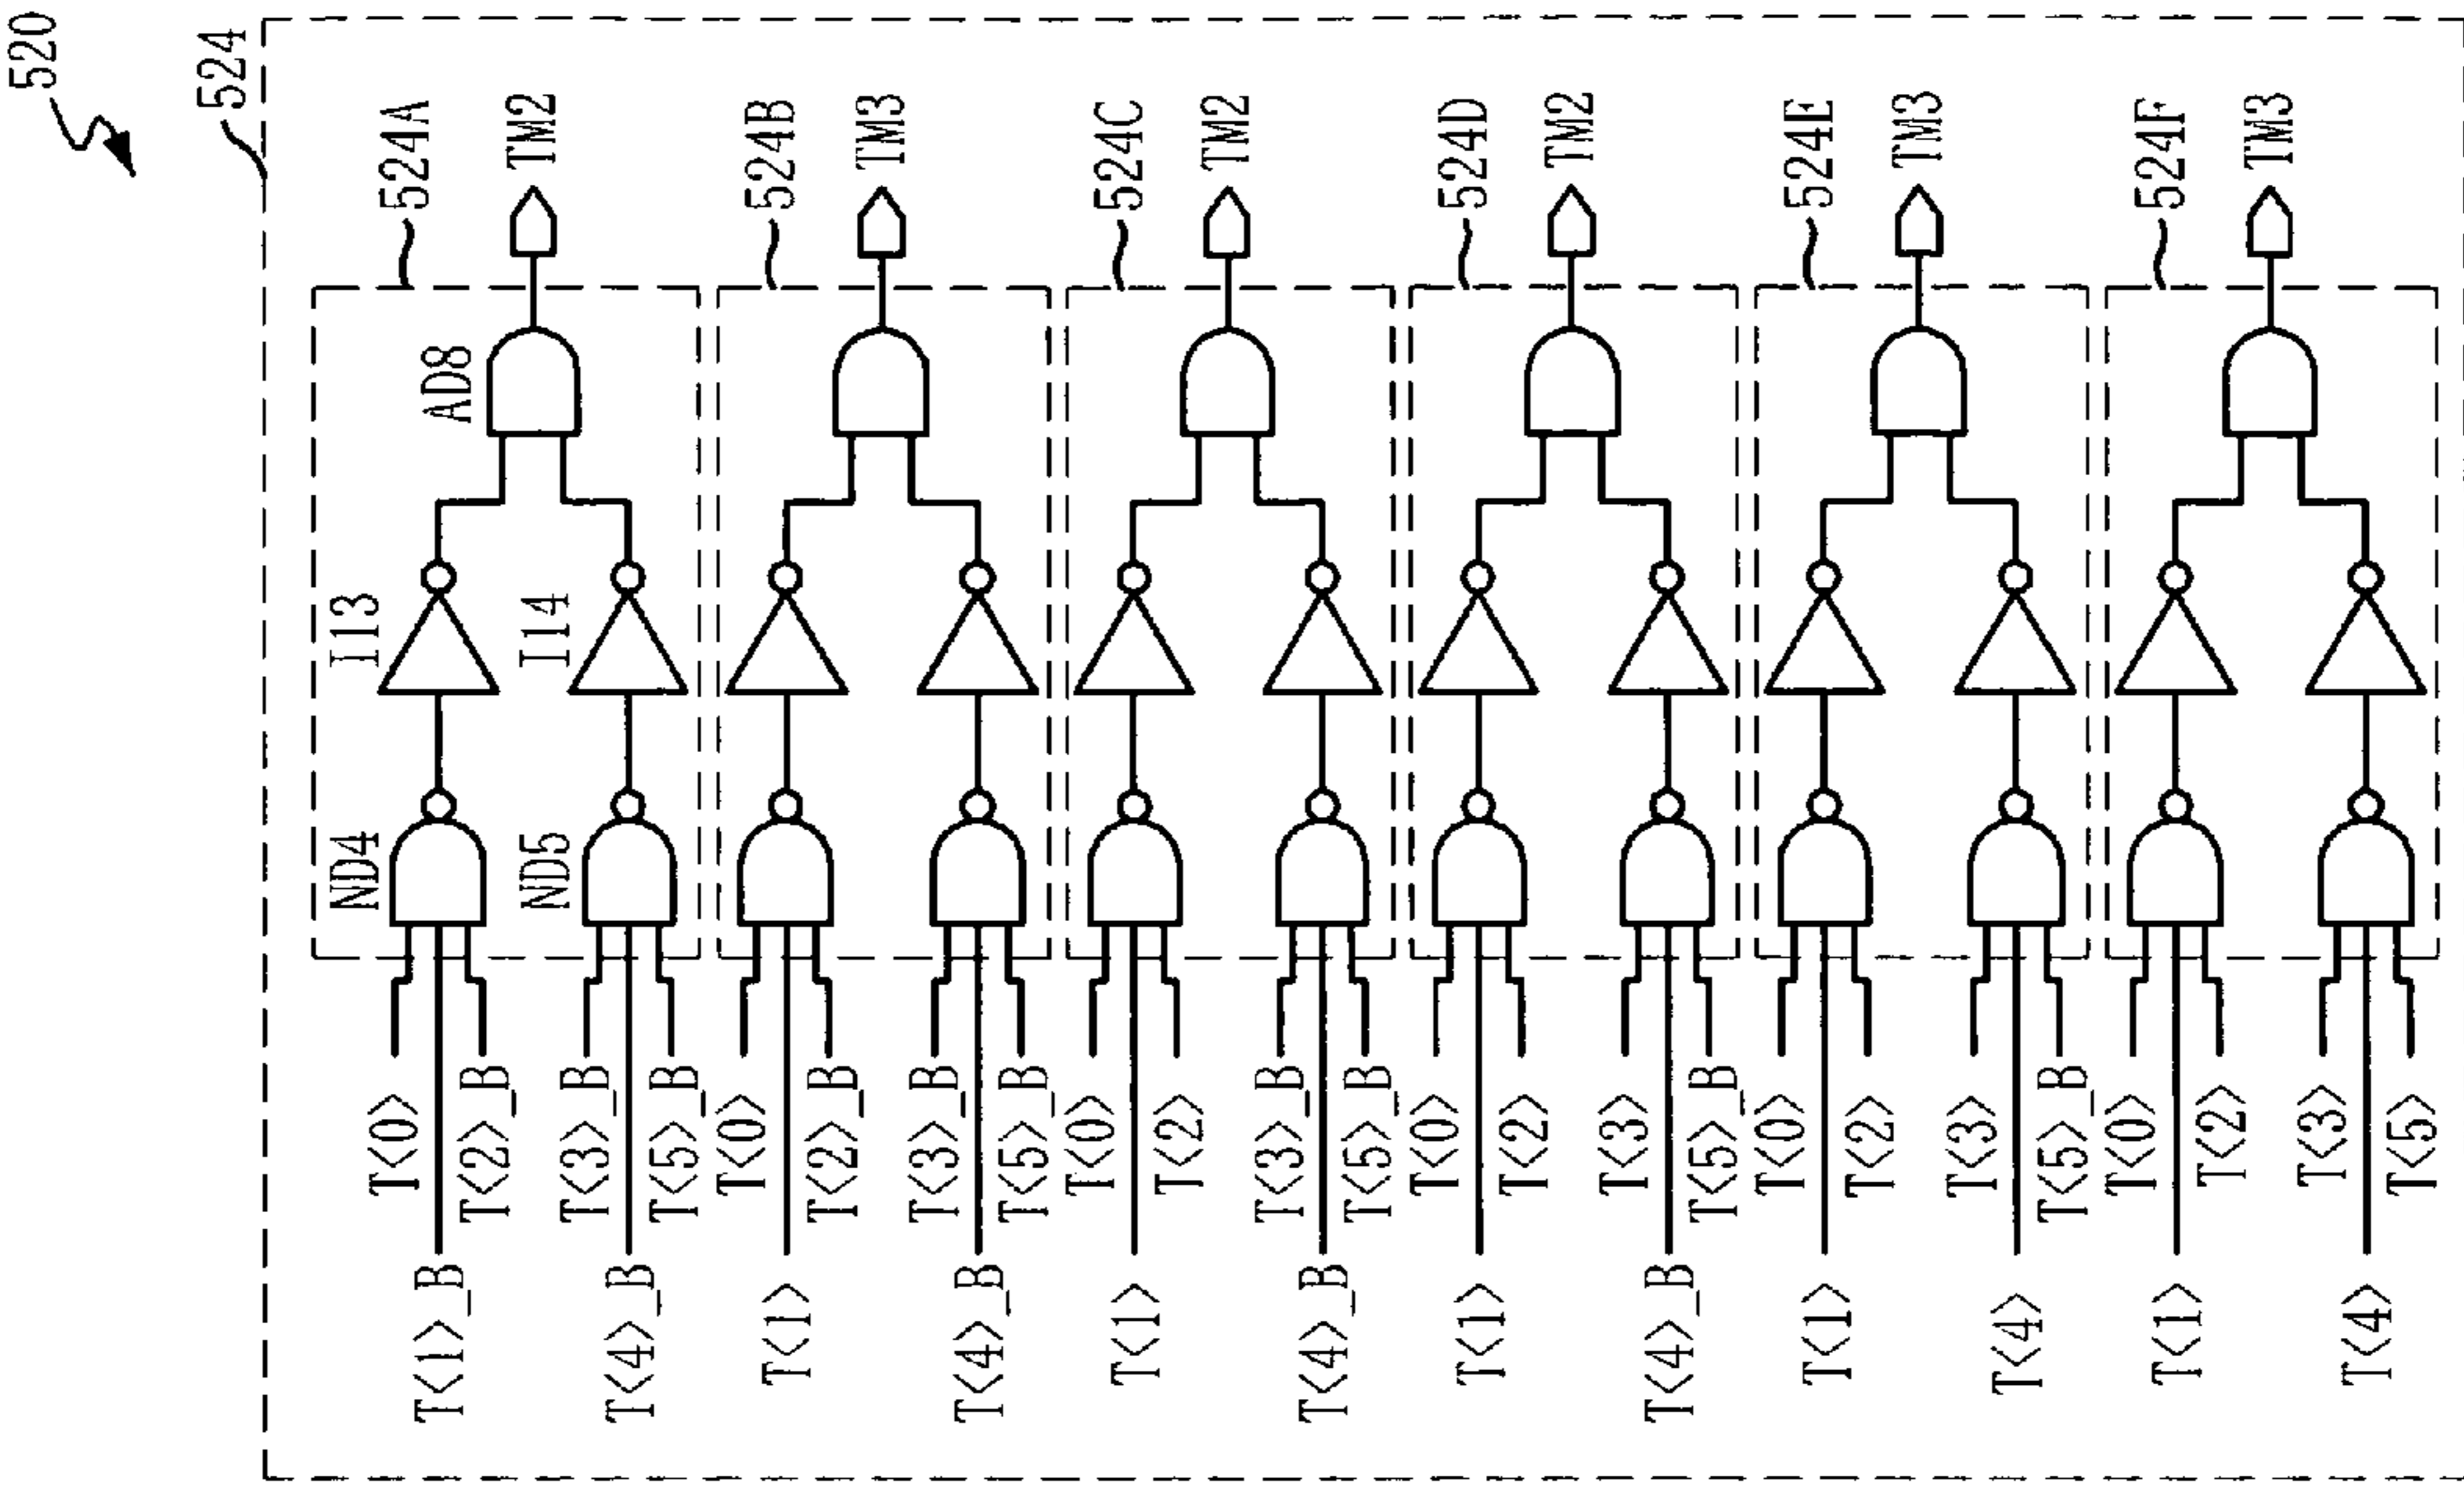 520
524
524A
TM2
524B
TM3
524C
TM2
524D
TM2
524E
TM3
524F
TM3
AD8
I13
I14
ND4
ND5
T<0>
T<1>_B
T<2>_B
T<3>_B
T<4>_B
T<5>_B
T<0>
T<1>
T<2>_B
T<3>_B
T<4>_B
T<5>_B
T<0>
T<1>
T<2>
T<3>_B
T<4>_B
T<5>_B
T<0>
T<1>
T<2>
T<3>
T<4>_B
T<5>_B
T<0>
T<1>
T<2>
T<3>
T<4>
T<5>_B
T<0>
T<1>
T<2>
T<3>
T<4>
T<5>